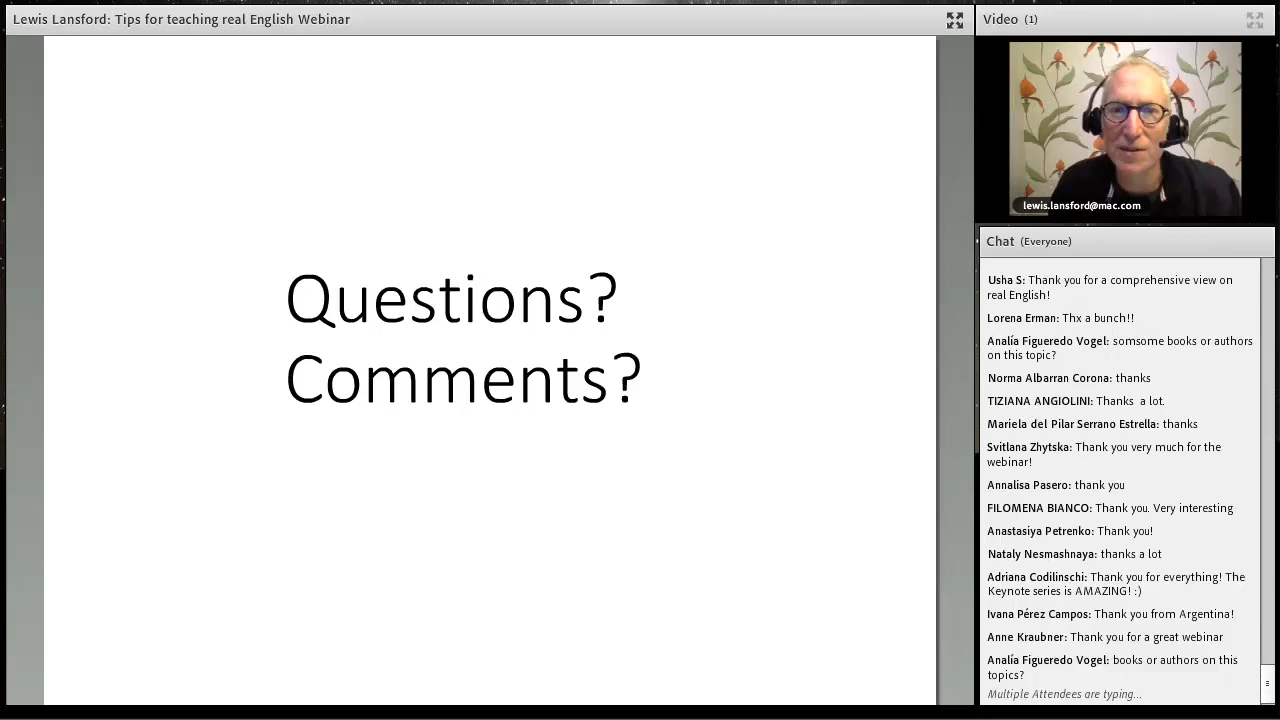 Lewis Lansford: Tips for teaching real English Webinar
Questions?
Comments?
Video (1)
lewis.lansford@mac.com
Chat (Everyone)
Usha S: Thank you for a comprehensive view on
real English!
Lorena Erman: Thx a bunch!!
Analía Figueredo Vogel: somsome books or authors
on this topic?
Norma Albarran Corona: thanks
TIZIANA ANGIOLINI: Thanks a lot.
Mariela del Pilar Serrano Estrella: thanks
Svitlana Zhytska: Thank you very much for the
webinar!
Annalisa Pasero: thank you
FILOMENA BIANCO: Thank you. Very interesting
Anastasiya Petrenko: Thank you!
Nataly Nesmashnaya: thanks a lot
Adriana Codilinschi: Thank you for everything! The
Keynote series is AMAZING! :)
Ivana Pérez Campos: Thank you from Argentina!
Anne Kraubner: Thank you for a great webinar
Analía Figueredo Vogel: books or authors on this
topics?
Multiple Attendees are typing...